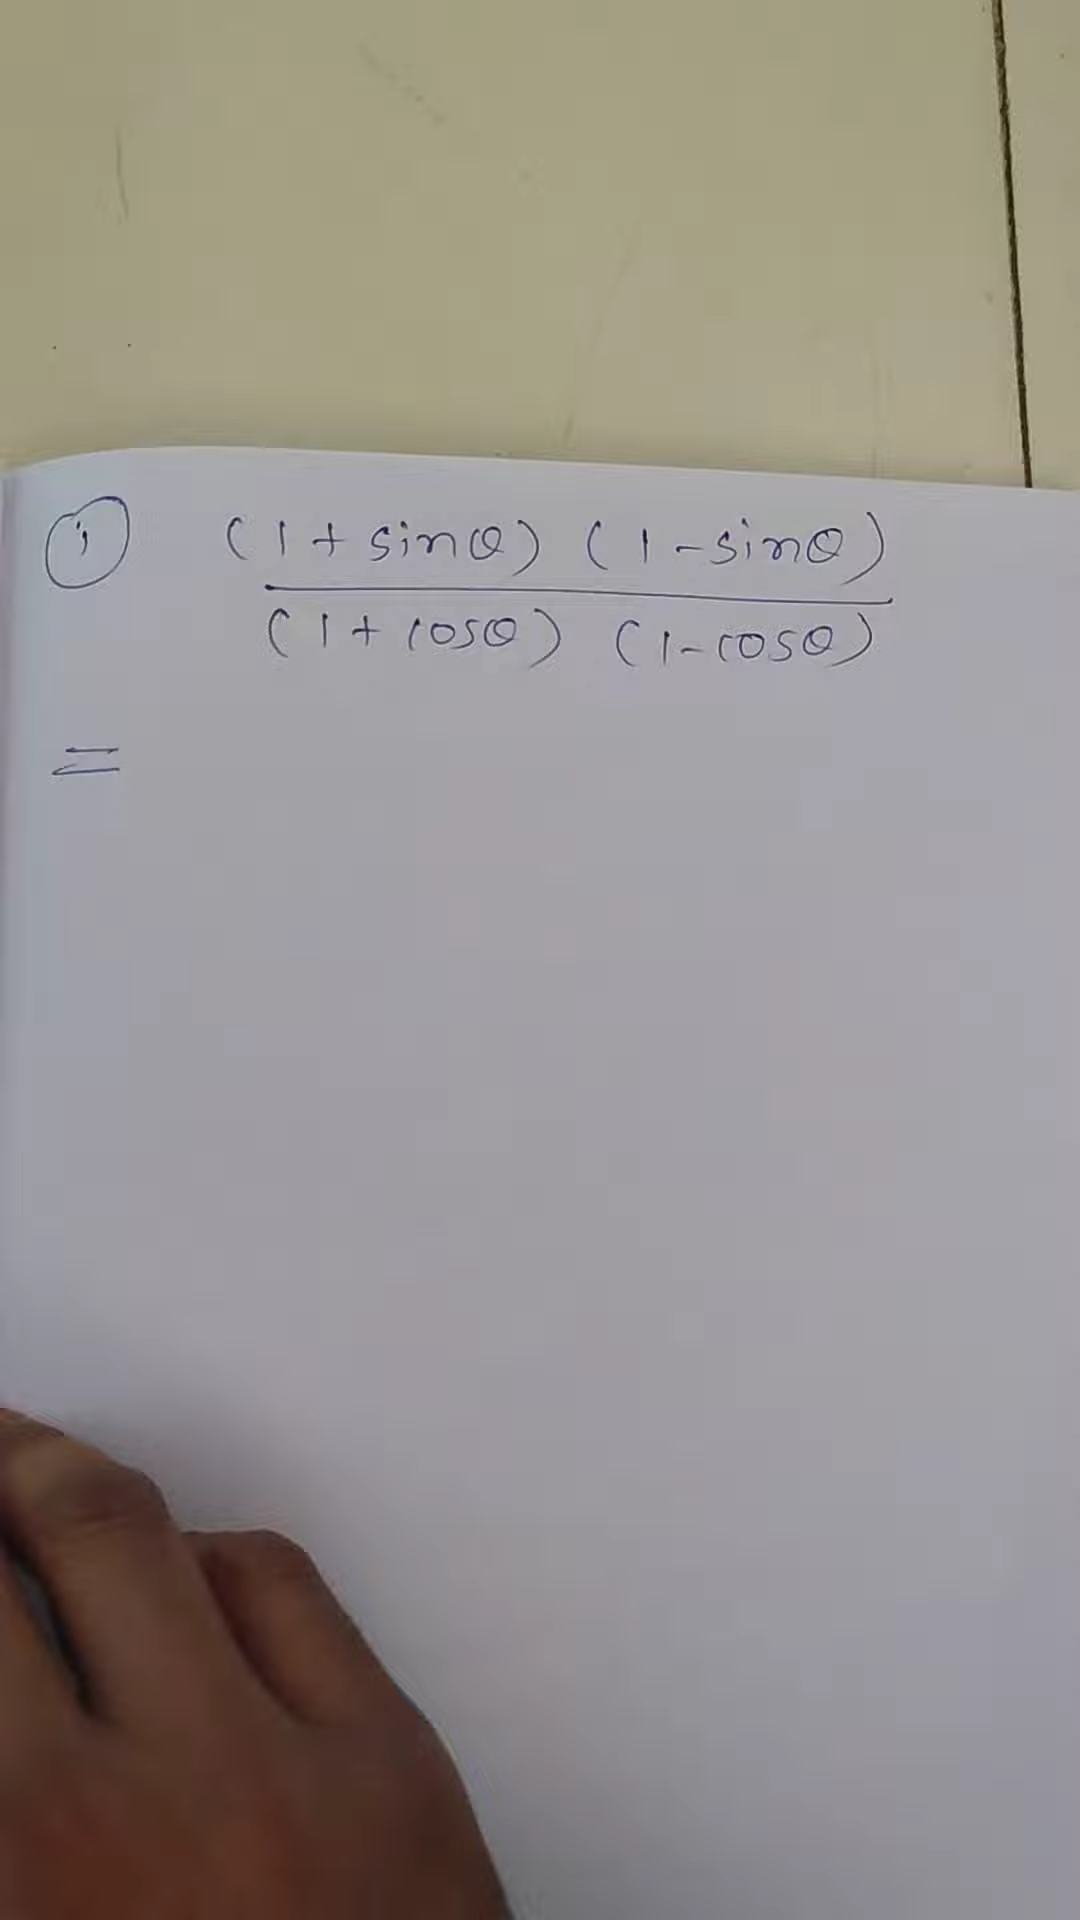 (i) (1 + sinθ) (1 - sinθ)
(1 + cosθ) (1 - cosθ)
=